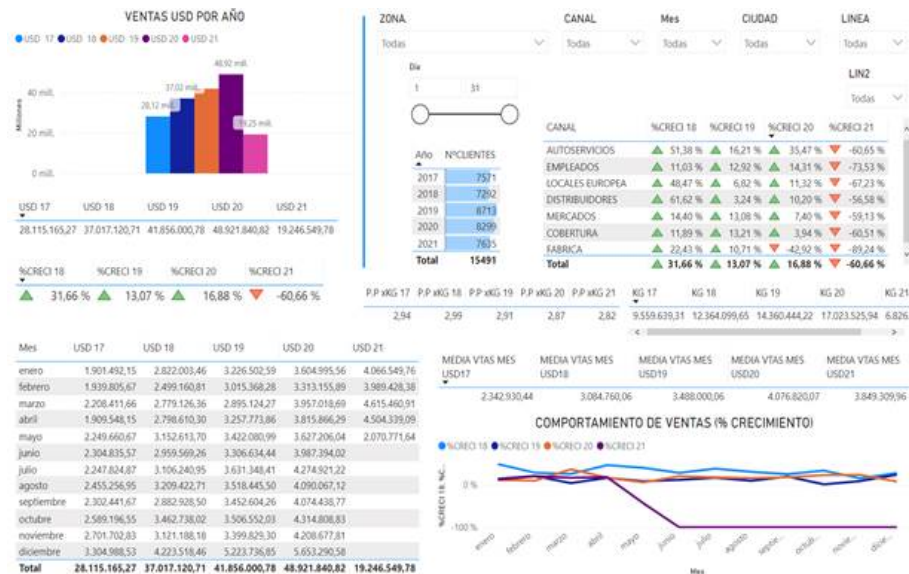 VENTAS USD POR AÑO
USD 17 USD 18 USD 19 USD 20 USD 21
Millones
40 mill.
20 mill.
0 mill.
28,12 mill.
37,02 mill.
48,92 mill.
19,25 mill.
USD 17 USD 18 USD 19 USD 20 USD 21
28.115.165,27 37.017.120,71 41.856.000,78 48.921.840,82 19.246.549,78
%CRECI 18 %CRECI 19 %CRECI 20 %CRECI 21
31,66 % 13,07 % 16,88 % -60,66 %
ZONA. CANAL Mes CIUDAD LINEA
Todas Todas Todas Todas Todas
LIN2
Todas
Dia
1 31
Año NºCLIENTES
2017 7571
2018 7292
2019 8713
2020 8299
2021 7635
Total 15491
CANAL %CRECI 18 %CRECI 19 %CRECI 20 %CRECI 21
AUTOSERVICIOS 51,38 % 16,21 % 35,47 % -60,65 %
EMPLEADOS 11,03 % 12,92 % 14,31 % -73,53 %
LOCALES EUROPEA 48,47 % 6,82 % 11,32 % -67,23 %
DISTRIBUIDORES 61,62 % 3,24 % 10,20 % -56,58 %
MERCADOS 14,40 % 13,08 % 7,40 % -59,13 %
COBERTURA 11,89 % 13,21 % 3,94 % -60,51 %
FABRICA 22,43 % 10,71 % -42,92 % -89,24 %
Total 31,66 % 13,07 % 16,88 % -60,66 %
P.P xKG 17 P.P xKG 18 P.P xKG 19 P.P xKG 20 P.P xKG 21
2,94 2,99 2,91 2,87 2,82
KG 17 KG 18 KG 19 KG 20 KG 21
9.559.639,31 12.364.099,65 14.360.444,22 17.023.525,94 6.826.
Mes USD 17 USD 18 USD 19 USD 20 USD 21
enero 1.901.492,15 2.822.003,46 3.226.502,59 3.604.995,56 4.066.549,76
febrero 1.939.805,67 2.499.160,81 3.015.368,28 3.313.155,89 3.989.428,38
marzo 2.208.411,66 2.779.126,36 2.895.124,27 3.957.018,69 4.615.460,91
abril 1.909.548,15 2.798.610,30 3.257.773,86 3.815.866,29 4.504.339,09
mayo 2.249.660,67 3.152.613,70 3.422.080,99 3.627.206,04 2.070.771,64
junio 2.304.835,57 2.959.569,26 3.306.634,44 3.987.394,02
julio 2.247.824,87 3.106.240,95 3.631.348,41 4.274.921,22
agosto 2.455.256,95 3.209.422,71 3.518.445,50 4.090.067,12
septiembre 2.302.441,67 2.882.928,50 3.452.604,26 4.074.438,77
octubre 2.589.196,55 3.462.738,02 3.506.552,03 4.314.808,83
noviembre 2.701.702,83 3.121.188,18 3.399.829,30 4.208.677,81
diciembre 3.304.988,53 4.223.518,46 5.223.736,85 5.653.290,58
Total 28.115.165,27 37.017.120,71 41.856.000,78 48.921.840,82 19.246.549,78
MEDIA VTAS MES USD17 MEDIA VTAS MES USD18 MEDIA VTAS MES USD19 MEDIA VTAS MES USD20 MEDIA VTAS MES USD21
2.342.930,44 3.084.760,06 3.488.000,06 4.076.820,07 3.849.309,96
COMPORTAMIENTO DE VENTAS (% CRECIMIENTO)
%CRECI 18 %CRECI 19 %CRECI 20 %CRECI 21
%CRECI 18, %C...
0 %
-100 %
enero febrero marzo abril mayo junio julio agosto septie... octub... novie... dicie...
Mes